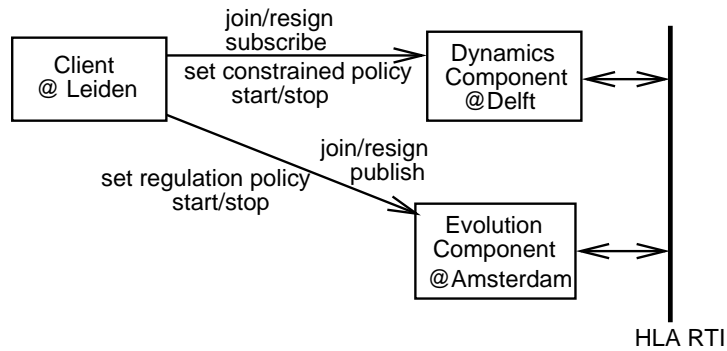 join/resign
subscribe
set constrained policy
start/stop
Client
@ Leiden
Dynamics
Component
@Delft
join/resign
publish
set regulation policy
start/stop
Evolution
Component
@Amsterdam
HLA RTI